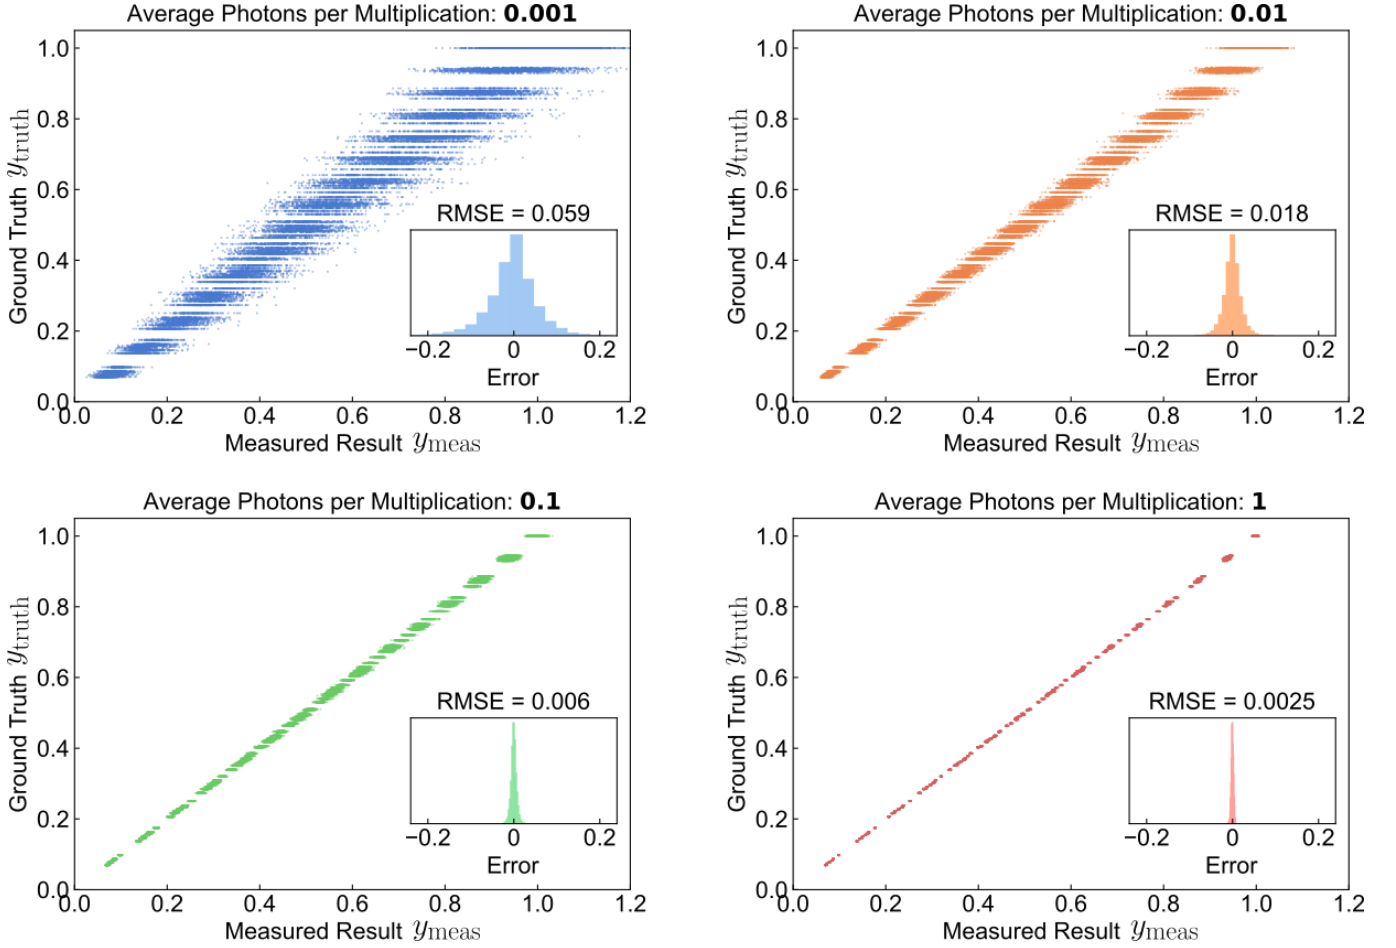 Average Photons per Multiplication: 0.001
1.0
0.8
0.6
0.4
0.2
0.0
Ground Truth y_truth
RMSE = 0.059
−0.2 0 0.2
Error
0.0 0.2 0.4 0.6 0.8 1.0 1.2
Measured Result y_meas
Average Photons per Multiplication: 0.01
1.0
0.8
0.6
0.4
0.2
0.0
Ground Truth y_truth
RMSE = 0.018
−0.2 0 0.2
Error
0.0 0.2 0.4 0.6 0.8 1.0 1.2
Measured Result y_meas
Average Photons per Multiplication: 0.1
1.0
0.8
0.6
0.4
0.2
0.0
Ground Truth y_truth
RMSE = 0.006
−0.2 0 0.2
Error
0.0 0.2 0.4 0.6 0.8 1.0 1.2
Measured Result y_meas
Average Photons per Multiplication: 1
1.0
0.8
0.6
0.4
0.2
0.0
Ground Truth y_truth
RMSE = 0.0025
−0.2 0 0.2
Error
0.0 0.2 0.4 0.6 0.8 1.0 1.2
Measured Result y_meas